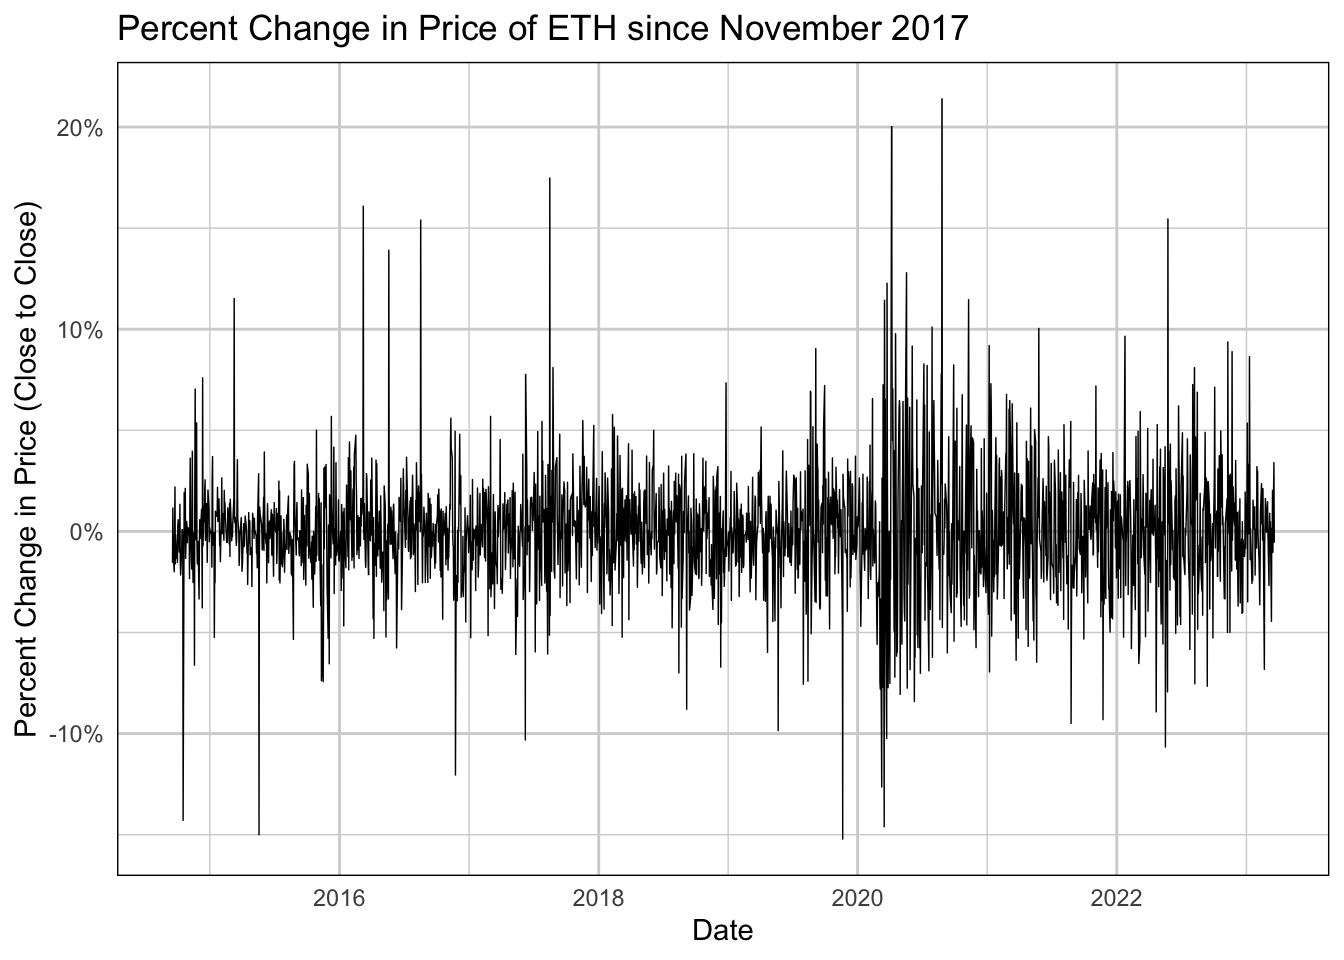 Percent Change in Price of ETH since November 2017
Percent Change in Price (Close to Close)
20%
10%
0%
-10%
2016
2018
2020
2022
Date